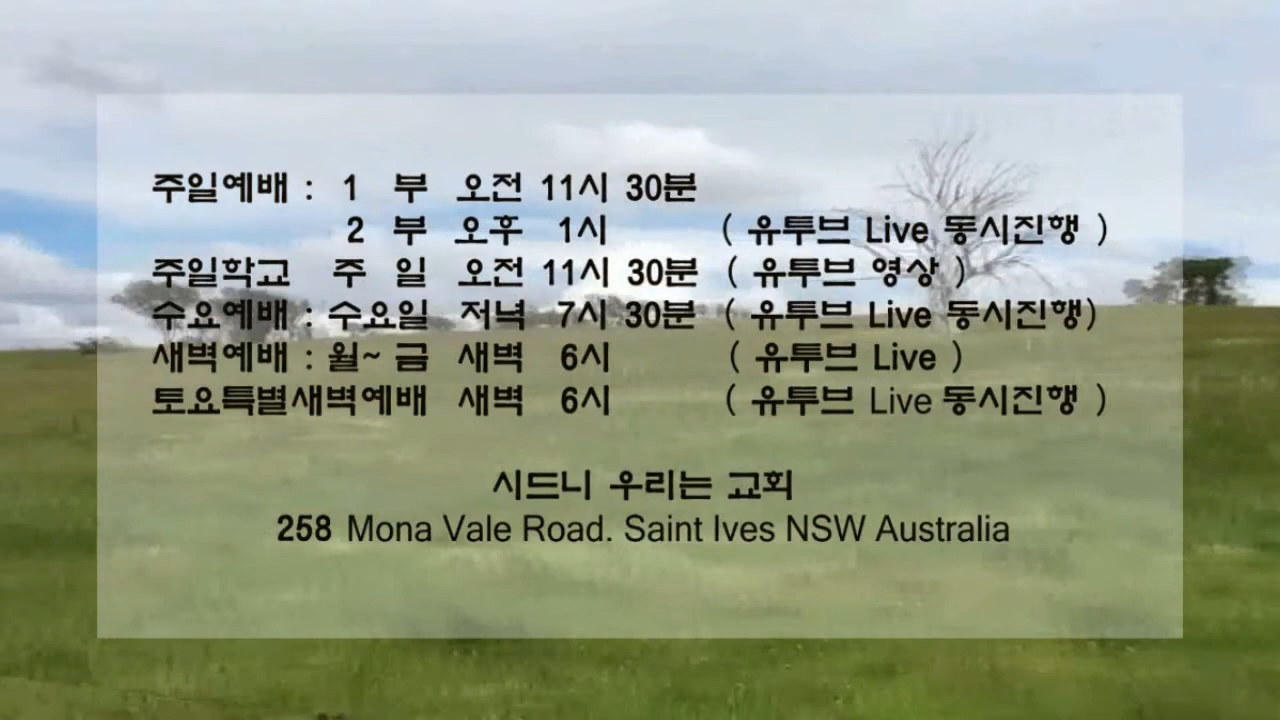 주일예배 : 1 부 오전 11시 30분
2 부 오후 1시 ( 유투브 Live 동시진행 )
주일학교 주 일 오전 11시 30분 ( 유투브 영상 )
수요예배 : 수요일 저녁 7시 30분 ( 유투브 Live 동시진행)
새벽예배 : 월~ 금 새벽 6시 ( 유투브 Live )
토요특별새벽예배 새벽 6시 ( 유투브 Live 동시진행 )
시드니 우리는 교회
258 Mona Vale Road. Saint Ives NSW Australia